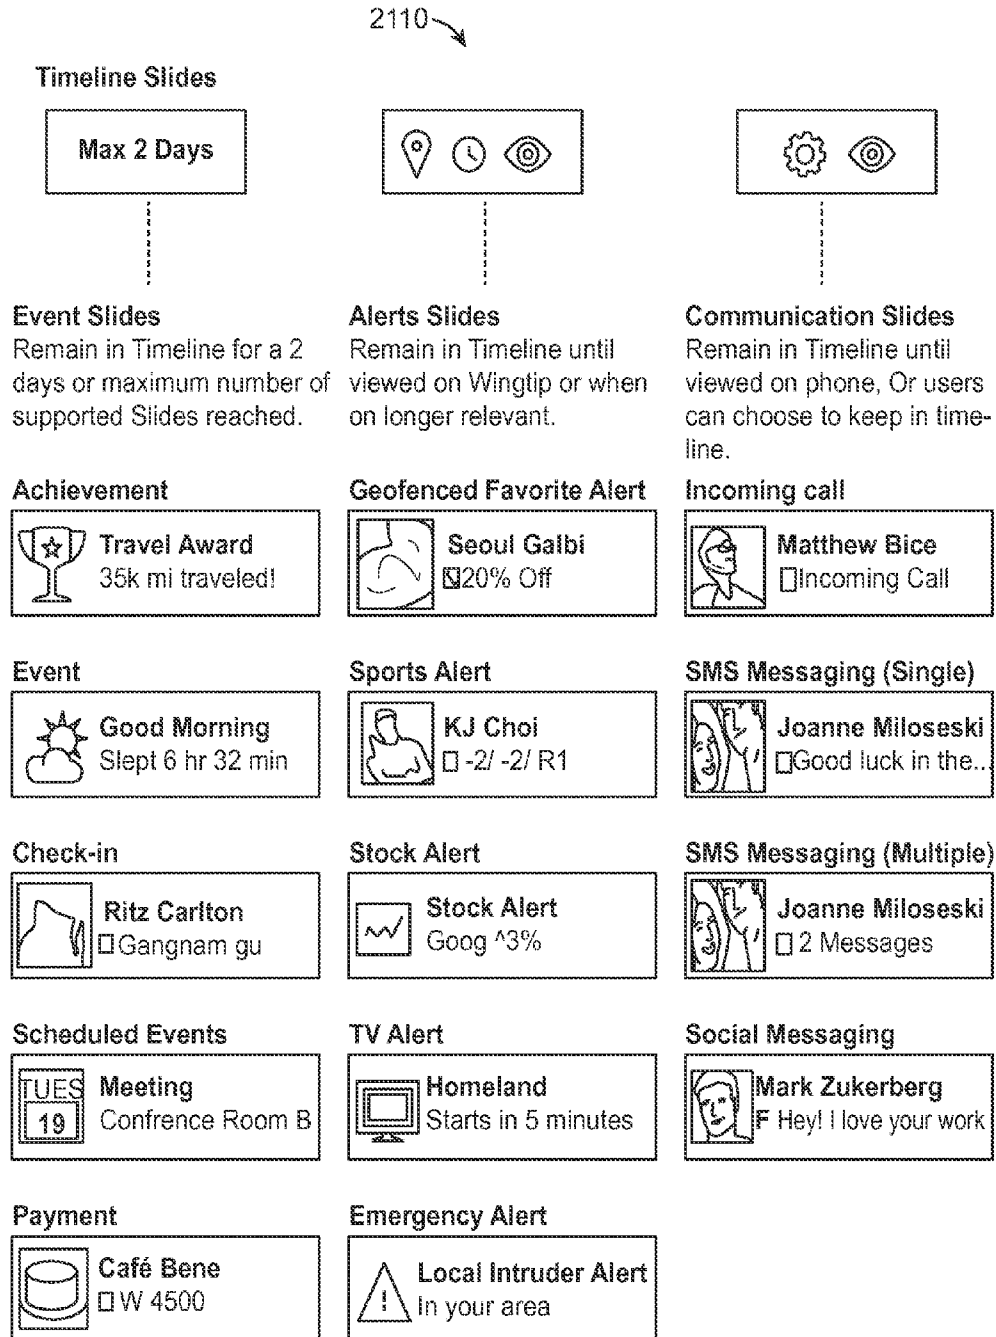 2110
Timeline Slides
Max 2 Days
Event Slides
Remain in Timeline for a 2
days or maximum number of
supported Slides reached.
Alerts Slides
Remain in Timeline until
viewed on Wingtip or when
on longer relevant.
Communication Slides
Remain in Timeline until
viewed on phone, Or users
can choose to keep in time-
line.
Achievement
Travel Award
35k mi traveled!
Geofenced Favorite Alert
Seoul Galbi
20% Off
Incoming call
Matthew Bice
Incoming Call
Event
Good Morning
Slept 6 hr 32 min
Sports Alert
KJ Choi
-2/ -2/ R1
SMS Messaging (Single)
Joanne Miloseski
Good luck in the...
Check-in
Ritz Carlton
Gangnam gu
Stock Alert
Stock Alert
Goog ^3%
SMS Messaging (Multiple)
Joanne Miloseski
2 Messages
Scheduled Events
TUES
19
Meeting
Confrence Room B
TV Alert
Homeland
Starts in 5 minutes
Social Messaging
Mark Zukerberg
F Hey! I love your work
Payment
Café Bene
W 4500
Emergency Alert
!
Local Intruder Alert
In your area